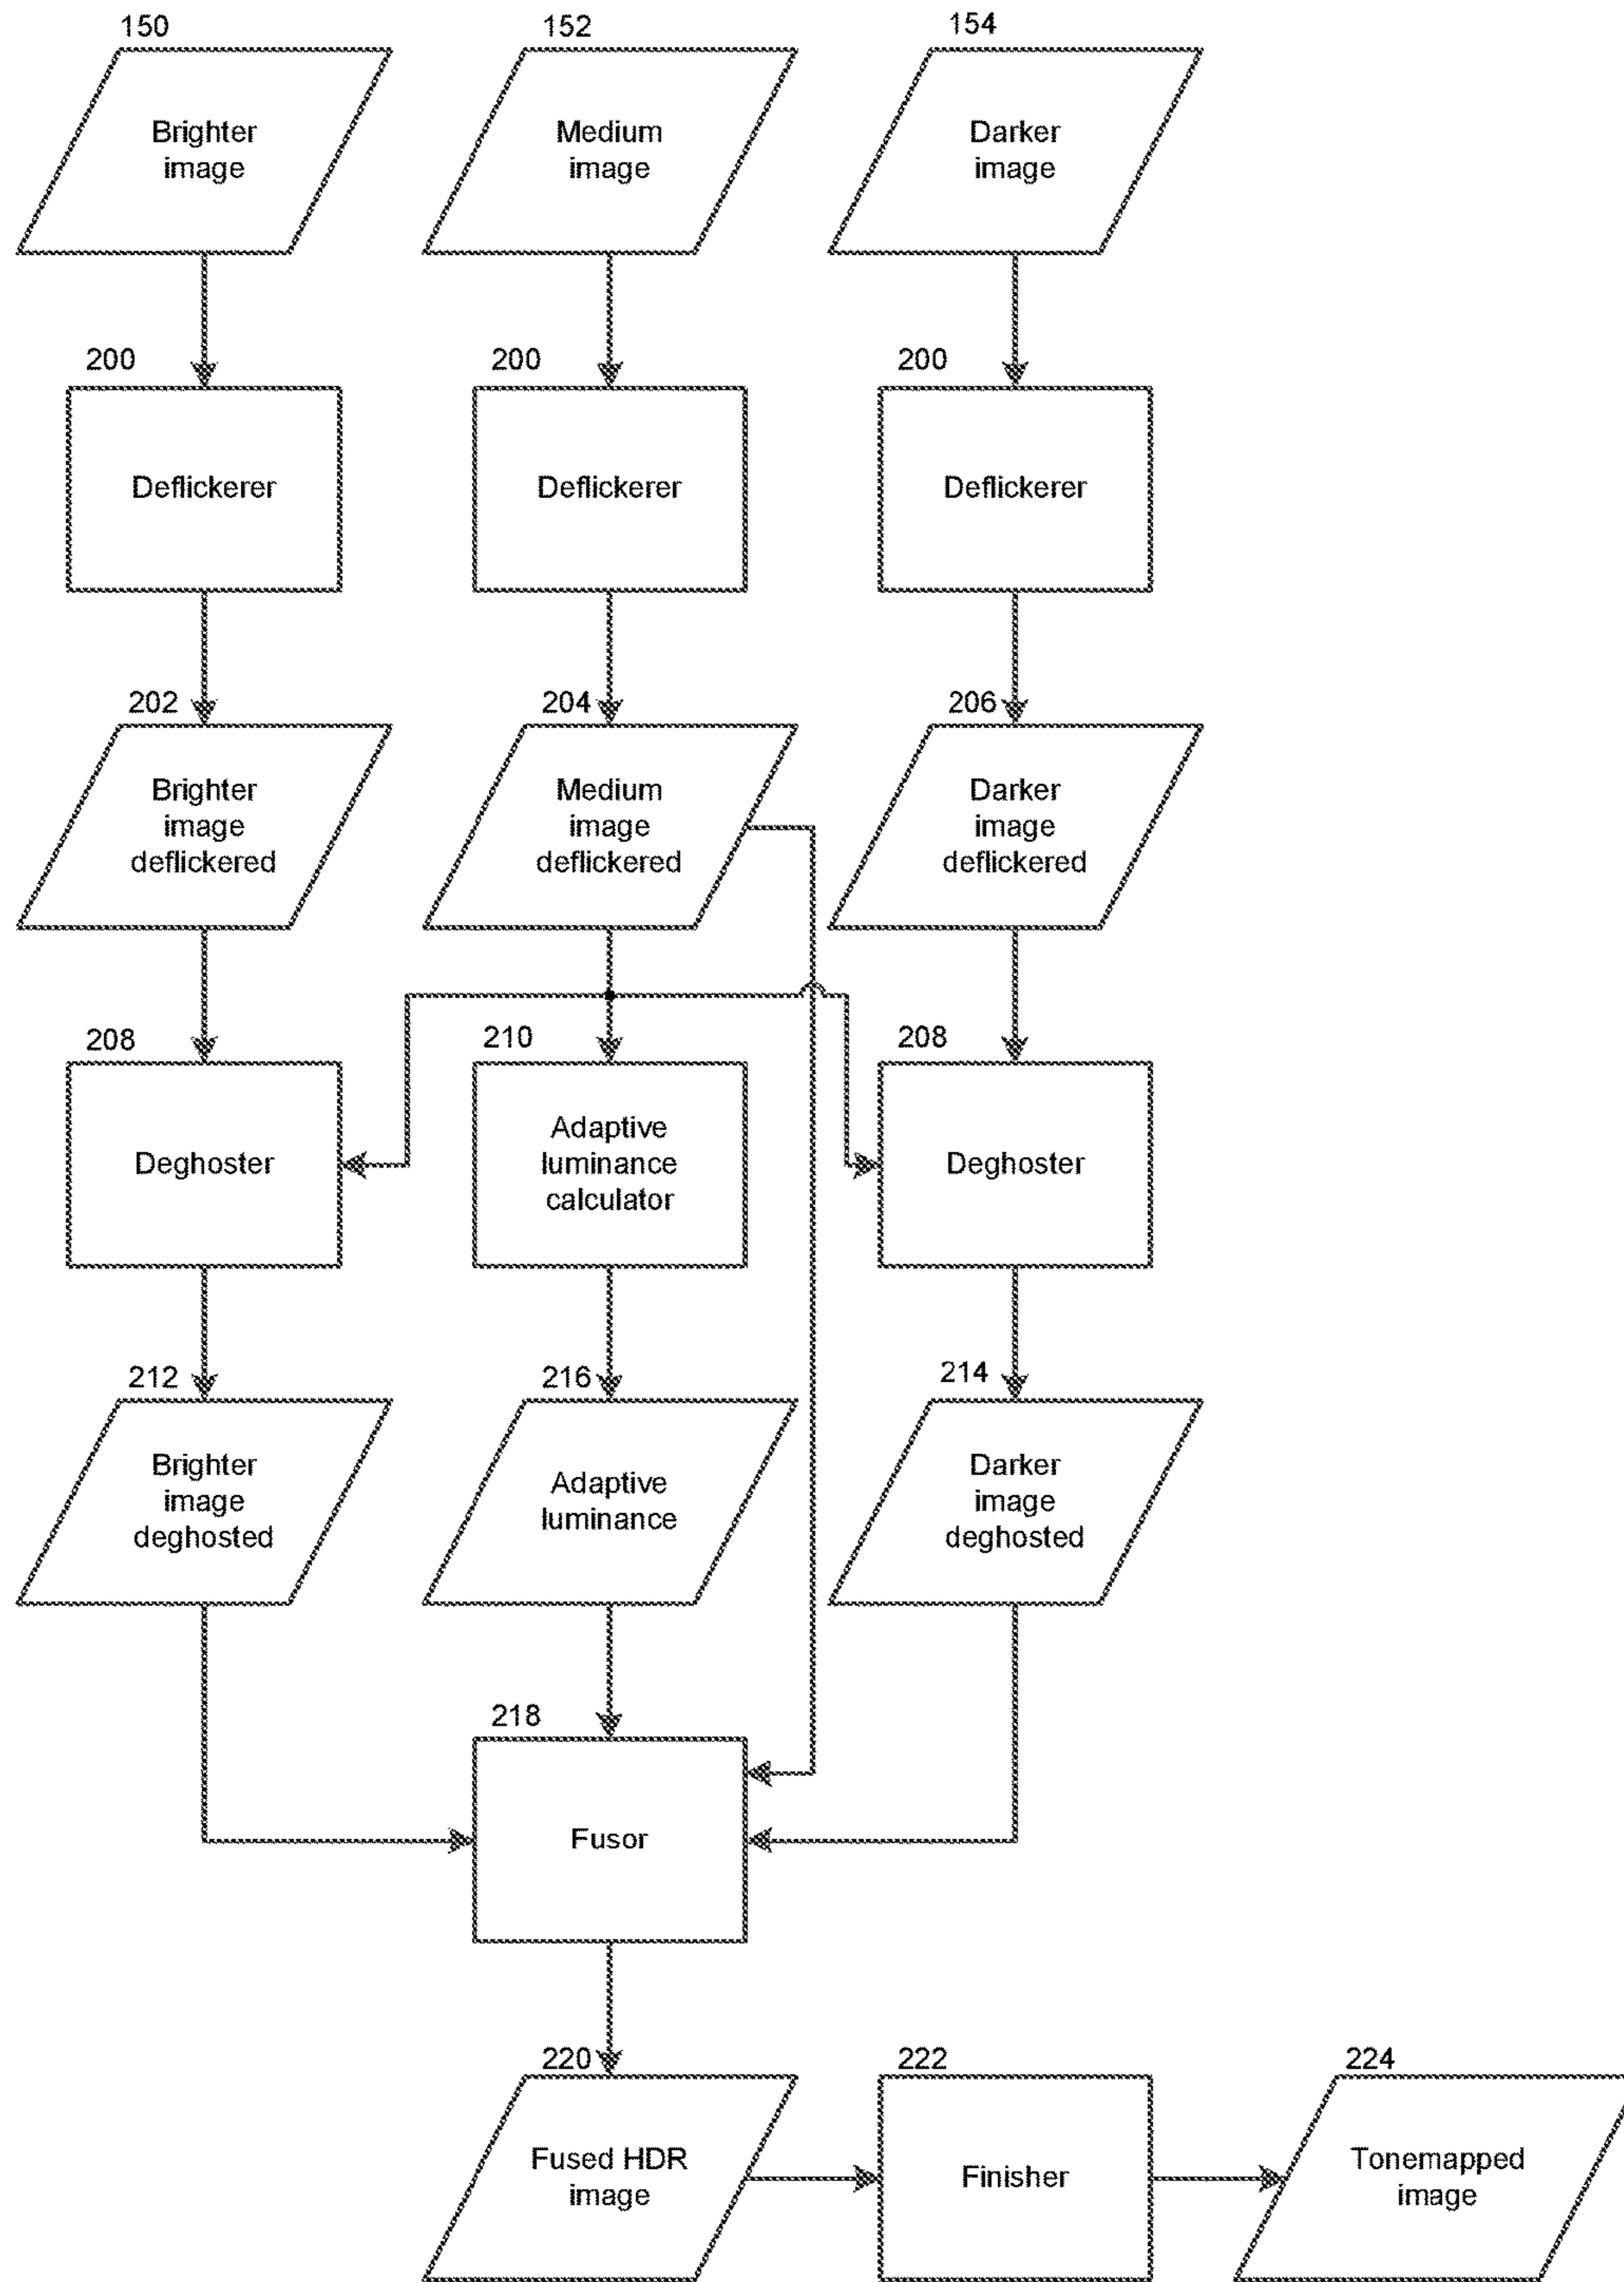 150
152
154
Brighter
image
Medium
image
Darker
image
200
200
200
Deflickerer
Deflickerer
Deflickerer
202
204
206
Brighter
image
deflickered
Medium
image
deflickered
Darker
image
deflickered
208
210
208
Deghoster
Adaptive
luminance
calculator
Deghoster
212
216
214
Brighter
image
deghosted
Adaptive
luminance
Darker
image
deghosted
218
Fusor
220
222
224
Fused HDR
image
Finisher
Tonemapped
image